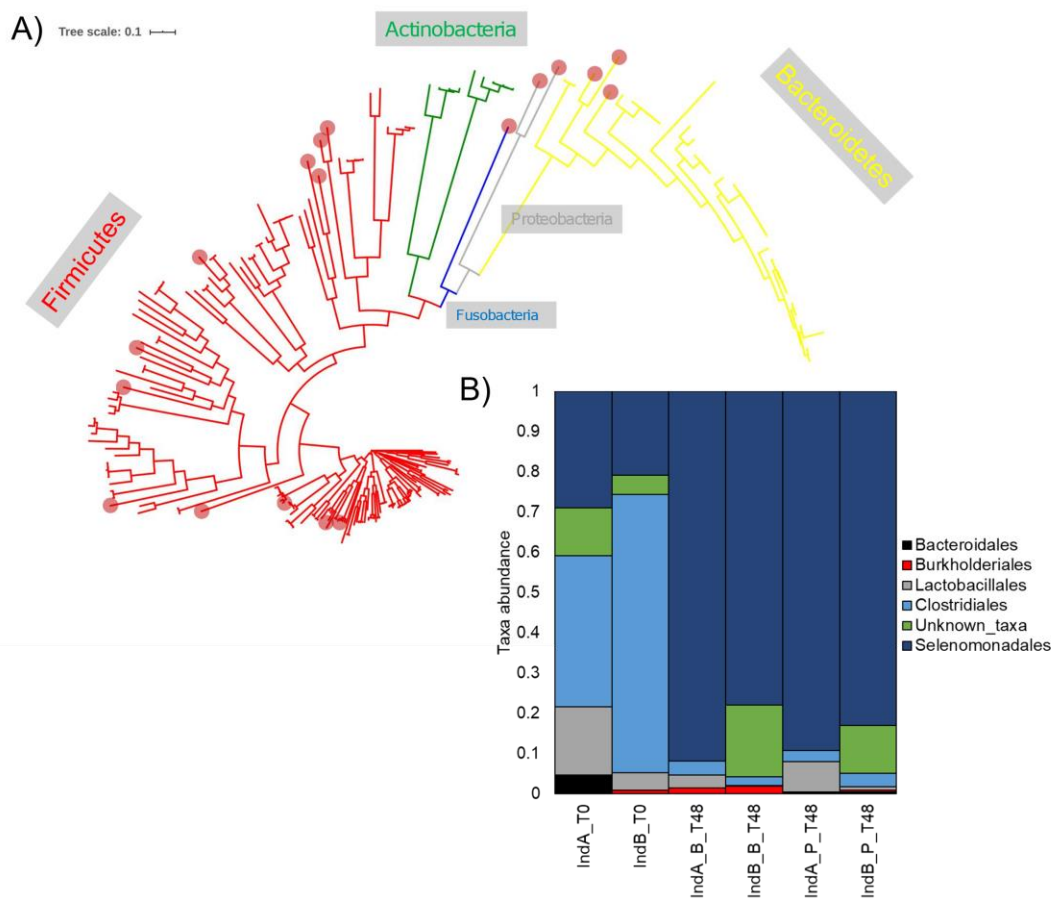 A)
Tree scale: 0.1
Actinobacteria
Bacteroidetes
Proteobacteria
Firmicutes
Fusobacteria
B)
Taxa abundance
1
0.9
0.8
0.7
0.6
0.5
0.4
0.3
0.2
0.1
0
IndA_T0
IndB_T0
IndA_B_T48
IndB_B_T48
IndA_P_T48
IndB_P_T48
Bacteroidales
Burkholderiales
Lactobacillales
Clostridiales
Unknown_taxa
Selenomonadales